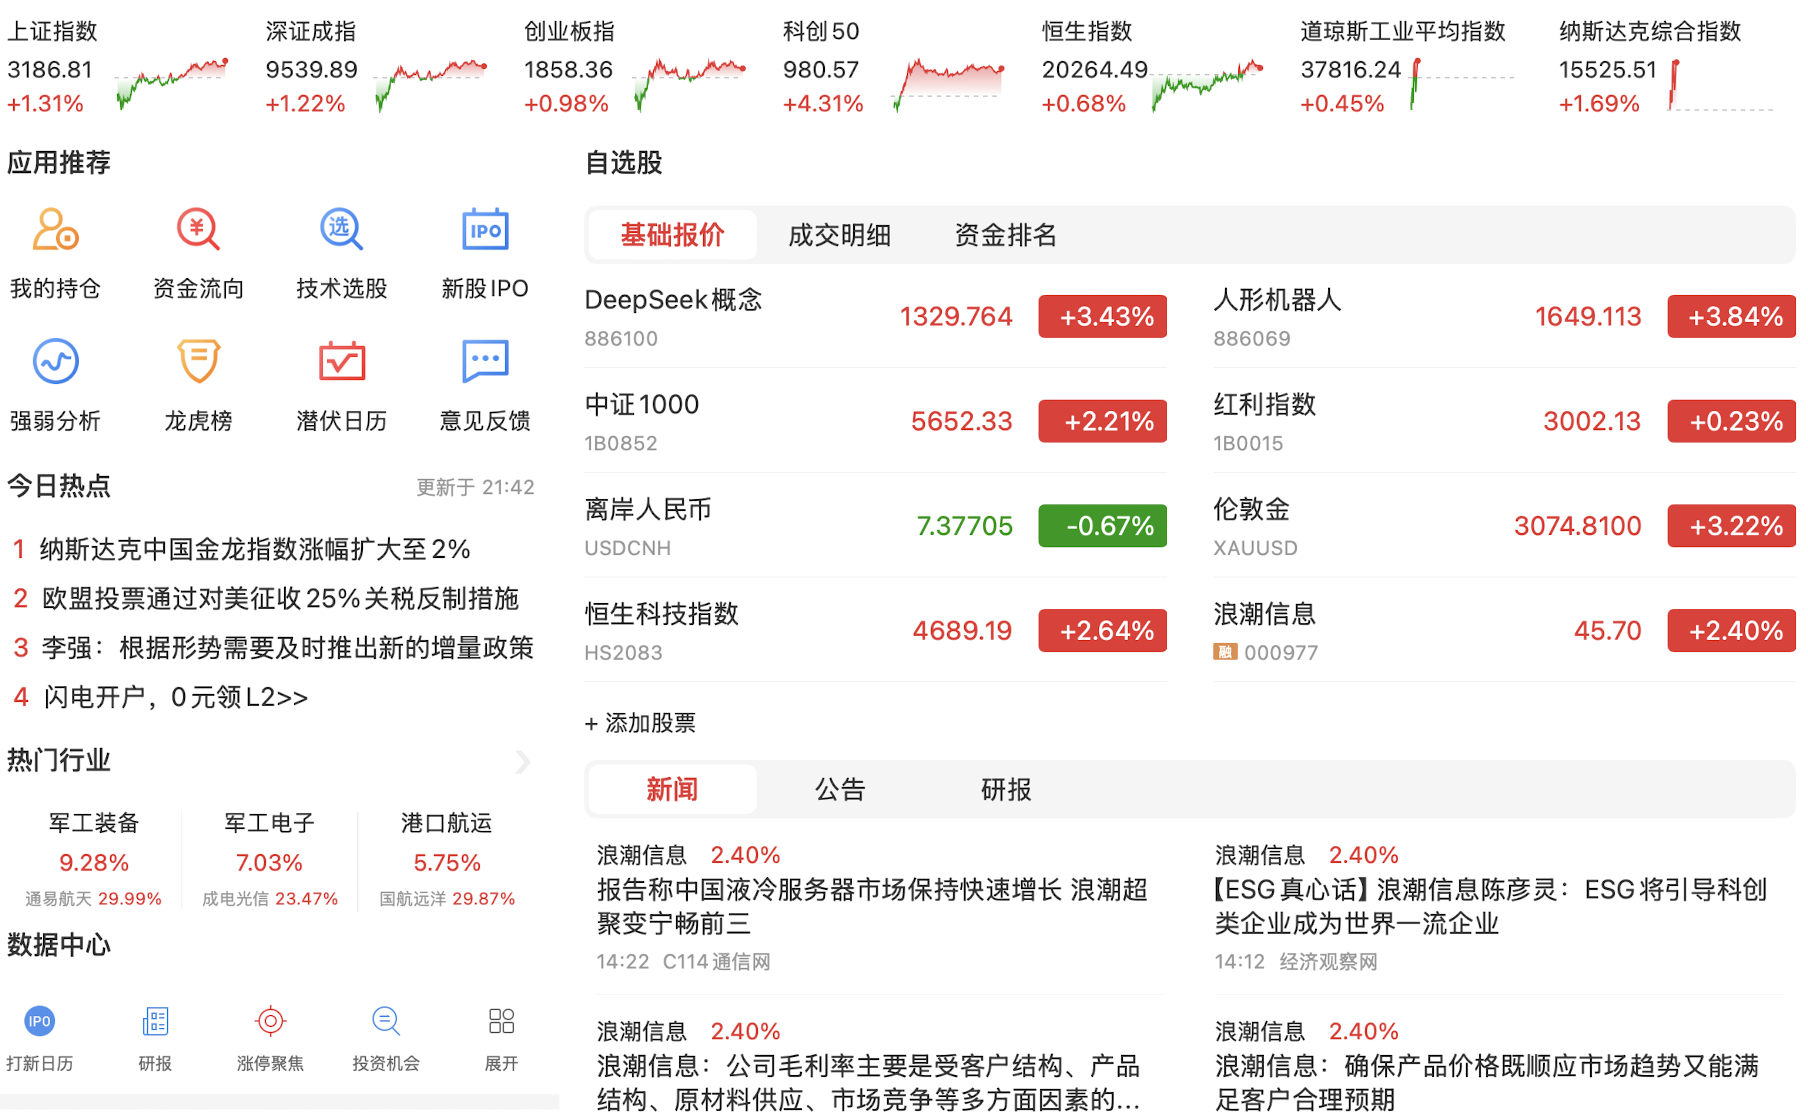 上证指数
3186.81
+1.31%
深证成指
9539.89
+1.22%
创业板指
1858.36
+0.98%
科创50
980.57
+4.31%
恒生指数
20264.49
+0.68%
道琼斯工业平均指数
37816.24
+0.45%
纳斯达克综合指数
15525.51
+1.69%
应用推荐
¥
选
IPO
我的持仓
资金流向
技术选股
新股IPO
强弱分析
龙虎榜
潜伏日历
意见反馈
今日热点
更新于 21:42
1 纳斯达克中国金龙指数涨幅扩大至2%
2 欧盟投票通过对美征收25%关税反制措施
3 李强：根据形势需要及时推出新的增量政策
4 闪电开户，0元领L2>>
热门行业
军工装备
9.28%
通易航天 29.99%
军工电子
7.03%
成电光信 23.47%
港口航运
5.75%
国航远洋 29.87%
数据中心
IPO
打新日历
研报
涨停聚焦
投资机会
展开
自选股
基础报价
成交明细
资金排名
DeepSeek概念
886100
1329.764
+3.43%
人形机器人
886069
1649.113
+3.84%
中证1000
1B0852
5652.33
+2.21%
红利指数
1B0015
3002.13
+0.23%
离岸人民币
USDCNH
7.37705
-0.67%
伦敦金
XAUUSD
3074.8100
+3.22%
恒生科技指数
HS2083
4689.19
+2.64%
浪潮信息
融 000977
45.70
+2.40%
+ 添加股票
新闻
公告
研报
浪潮信息 2.40%
报告称中国液冷服务器市场保持快速增长 浪潮超
聚变宁畅前三
14:22 C114通信网
浪潮信息 2.40%
【ESG真心话】浪潮信息陈彦灵：ESG将引导科创
类企业成为世界一流企业
14:12 经济观察网
浪潮信息 2.40%
浪潮信息：公司毛利率主要是受客户结构、产品
结构、原材料供应、市场竞争等多方面因素的...
浪潮信息 2.40%
浪潮信息：确保产品价格既顺应市场趋势又能满
足客户合理预期